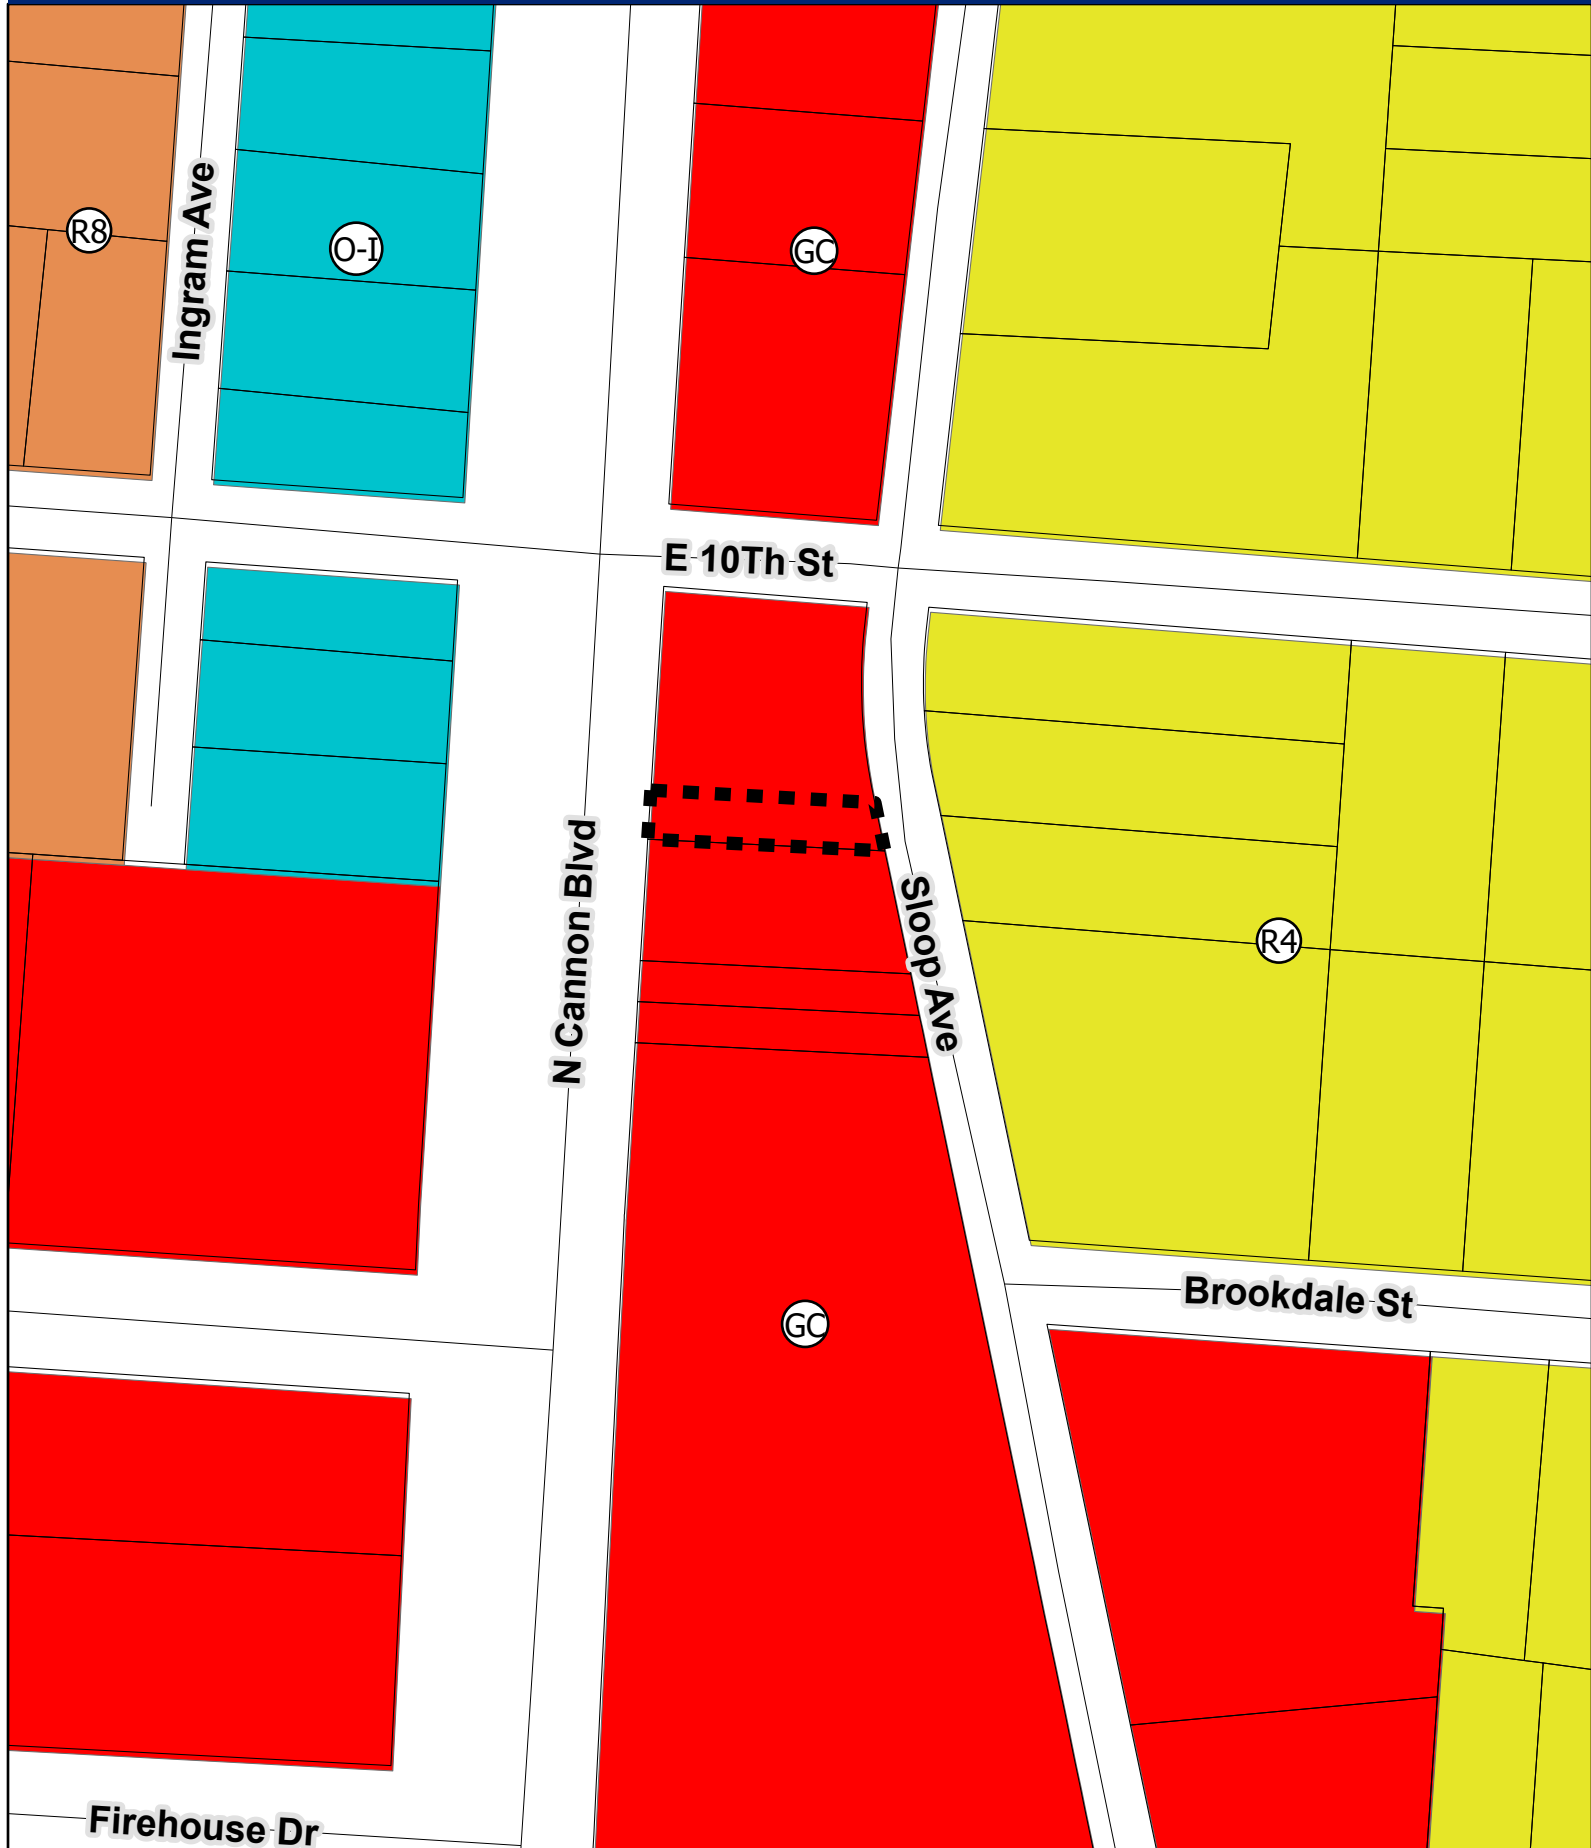 Ingram Ave
R8
O-I
GC
E 10Th St
N Cannon Blvd
Sloop Ave
R4
Brookdale St
GC
Firehouse Dr